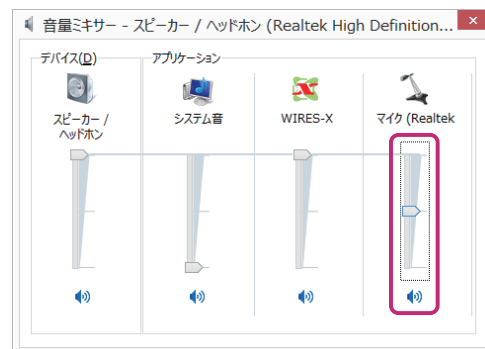 音量ミキサー - スピーカー / ヘッドホン (Realtek High Definition...
デバイス(D)
アプリケーション
スピーカー /
ヘッドホン
システム音
WIRES-X
マイク (Realtek